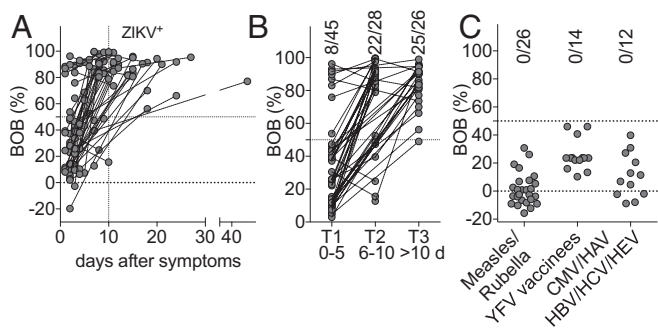 A
ZIKV+
BOB (%)
100
80
60
40
20
0
-20
0
10
20
30
40
days after symptoms
B
8/45
22/28
25/26
BOB (%)
100
80
60
40
20
0
T1 T2 T3
0-5 6-10 >10 d
C
0/26
0/14
0/12
BOB (%)
100
80
60
40
20
0
-20
Measles/
Rubella
YFV vaccinees
CMV/HAV
HBV/HCV/HEV